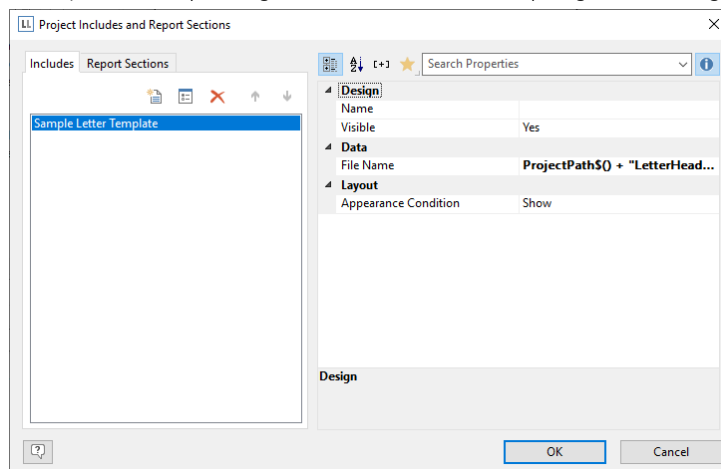 LL Project Includes and Report Sections
Includes Report Sections
Search Properties
Sample Letter Template
Design
Name
Visible Yes
Data
File Name ProjectPath$() + "LetterHead...
Layout
Appearance Condition Show
Design
OK Cancel